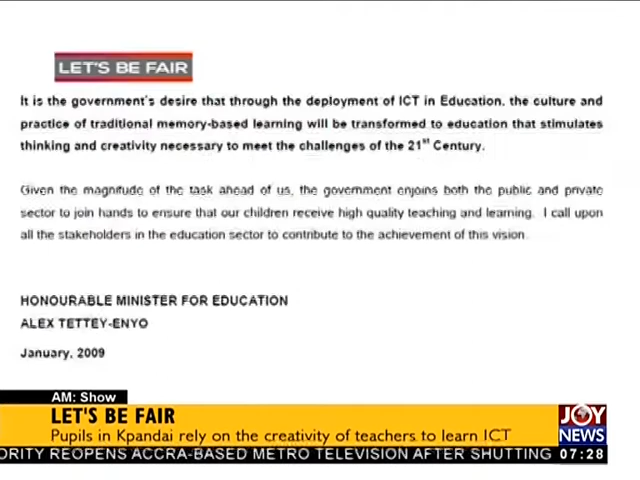 LET'S BE FAIR
It is the government's desire that through the deployment of ICT in Education, the culture and
practice of traditional memory-based learning will be transformed to education that stimulates
thinking and creativity necessary to meet the challenges of the 21st Century.
Given the magnitude of the task ahead of us, the government enjoins both the public and private
sector to join hands to ensure that our children receive high quality teaching and learning. I call upon
all the stakeholders in the education sector to contribute to the achievement of this vision.
HONOURABLE MINISTER FOR EDUCATION
ALEX TETTEY-ENYO
January, 2009
AM: Show
LET'S BE FAIR
Pupils in Kpandai rely on the creativity of teachers to learn ICT
JOY
NEWS
ORITY REOPENS ACCRA-BASED METRO TELEVISION AFTER SHUTTING
07:28